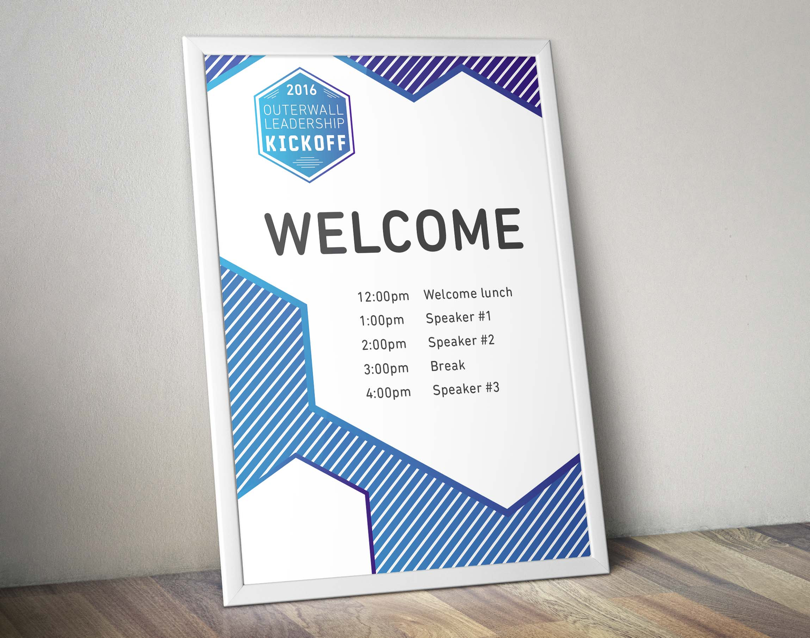 2016
OUTERWALL
LEADERSHIP
KICKOFF
WELCOME
12:00pm Welcome lunch
1:00pm Speaker #1
2:00pm Speaker #2
3:00pm Break
4:00pm Speaker #3